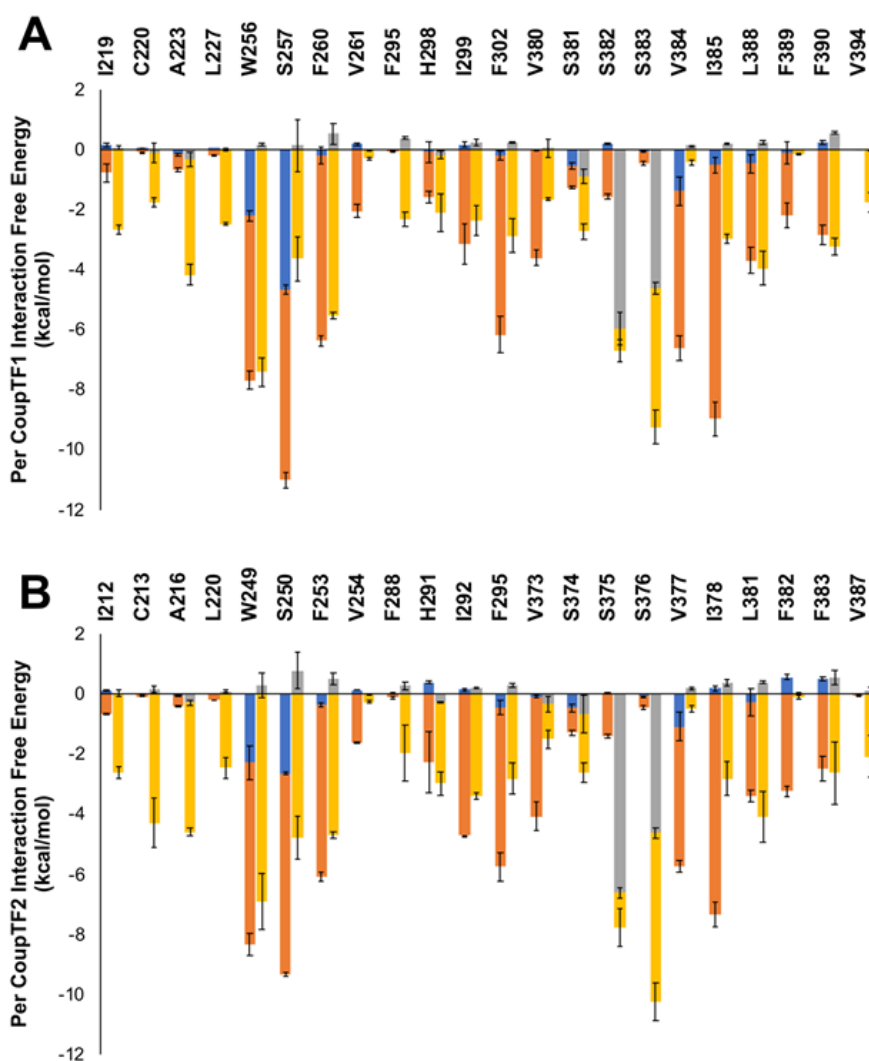 A
I219 C220 A223 L227 W256 S257 F260 V261 F295 H298 I299 F302 V380 S381 S382 S383 V384 I385 L388 F389 F390 V394
Per CoupTF1 Interaction Free Energy
(kcal/mol)
2
0
-2
-4
-6
-8
-10
-12
B
I212 C213 A216 L220 W249 S250 F253 V254 F288 H291 I292 F295 V373 S374 S375 S376 V377 I378 L381 F382 F383 V387
Per CoupTF2 Interaction Free Energy
(kcal/mol)
2
0
-2
-4
-6
-8
-10
-12